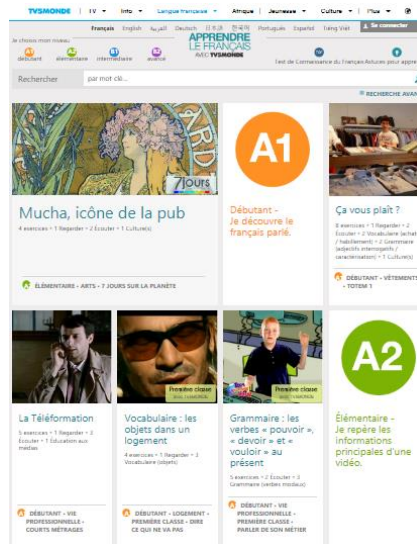 TV5MONDE | TV Info Langue française Afrique | Jeunesse Culture | Plus
Français English العربية Deutsch 日本語 한국어 Português Español Tiếng Việt Se connecter
Je choisis mon niveau
APPRENDRE
LE FRANÇAIS
AVEC TV5MONDE
débutant élémentaire intermédiaire avancé
Test de Connaissance du Français Astuces pour appre
Rechercher par mot clé...
RECHERCHE AVAN
7 jours
Mucha, icône de la pub
4 exercices • 1 Regarder • 2 Écouter • 1 Culture(s)
ÉLÉMENTAIRE - ARTS - 7 JOURS SUR LA PLANÈTE
A1
Débutant -
Je découvre le
français parlé.
Ça vous plaît ?
8 exercices • 1 Regarder • 2
Écouter • 2 Vocabulaire (achat
/ habillement) • 2 Grammaire
(adjectifs interrogatifs /
caractérisation) • 1 Culture(s)
DÉBUTANT - VÊTEMENTS
- TOTEM 1
La Téléformation
5 exercices • 1 Regarder • 3
Écouter • 1 Éducation aux
médias
DÉBUTANT - VIE
PROFESSIONNELLE -
COURTS MÉTRAGES
Première classe
avec TV5MONDE
Vocabulaire : les
objets dans un
logement
4 exercices • 1 Regarder • 3
Vocabulaire (objets)
DÉBUTANT - LOGEMENT -
PREMIÈRE CLASSE - DIRE
CE QUI NE VA PAS
Première classe
avec TV5MONDE
Grammaire : les
verbes « pouvoir »,
« devoir » et «
vouloir » au
présent
5 exercices • 2 Écouter • 3
Grammaire (verbes modaux)
DÉBUTANT - VIE
PROFESSIONNELLE -
PREMIÈRE CLASSE -
PARLER DE SON MÉTIER
A2
Élémentaire -
Je repère les
informations
principales d'une
vidéo.